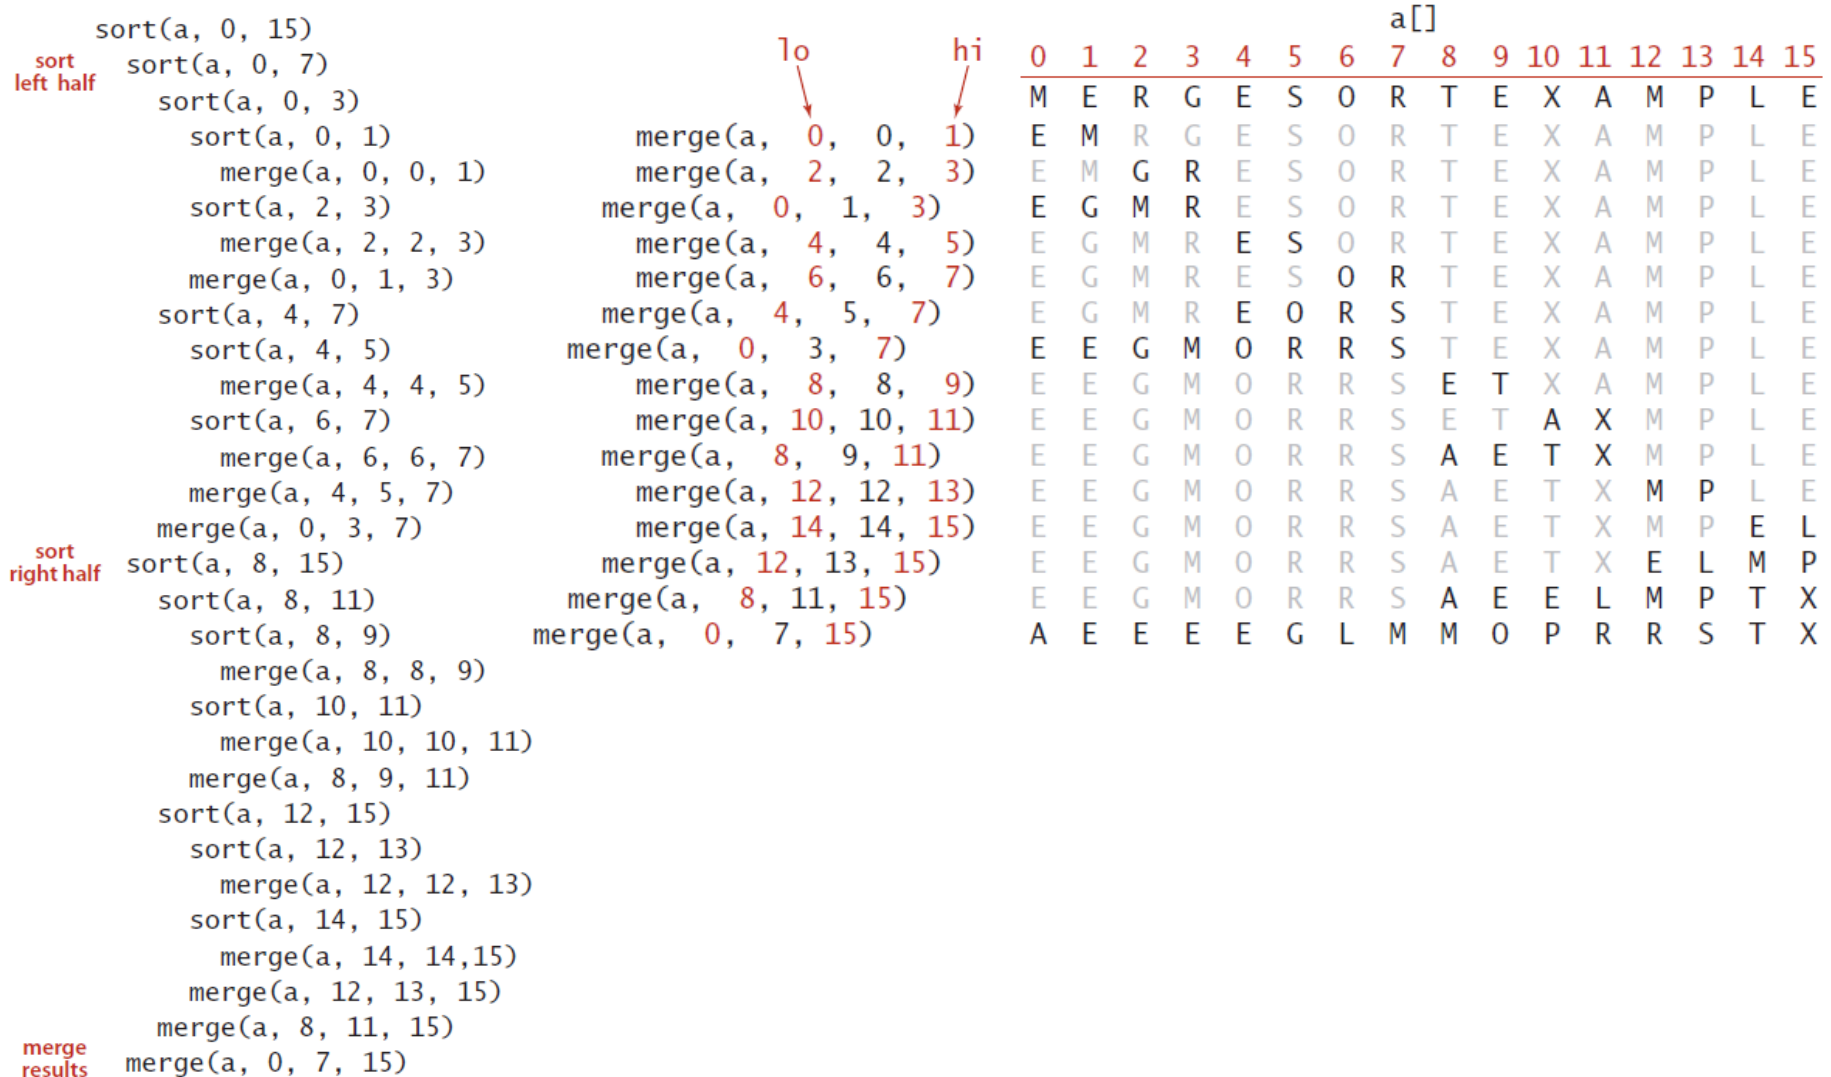 sort(a, 0, 15)
sort
left half
sort(a, 0, 7)
sort(a, 0, 3)
sort(a, 0, 1)
merge(a, 0, 0, 1)
sort(a, 2, 3)
merge(a, 2, 2, 3)
merge(a, 0, 1, 3)
sort(a, 4, 7)
sort(a, 4, 5)
merge(a, 4, 4, 5)
sort(a, 6, 7)
merge(a, 6, 6, 7)
merge(a, 4, 5, 7)
merge(a, 0, 3, 7)
sort
right half
sort(a, 8, 15)
sort(a, 8, 11)
sort(a, 8, 9)
merge(a, 8, 8, 9)
sort(a, 10, 11)
merge(a, 10, 10, 11)
merge(a, 8, 9, 11)
sort(a, 12, 15)
sort(a, 12, 13)
merge(a, 12, 12, 13)
sort(a, 14, 15)
merge(a, 14, 14,15)
merge(a, 12, 13, 15)
merge(a, 8, 11, 15)
merge
results
merge(a, 0, 7, 15)
a[]
lo hi 0 1 2 3 4 5 6 7 8 9 10 11 12 13 14 15
M E R G E S O R T E X A M P L E
merge(a, 0, 0, 1) E M R G E S O R T E X A M P L E
merge(a, 2, 2, 3) E M G R E S O R T E X A M P L E
merge(a, 0, 1, 3) E G M R E S O R T E X A M P L E
merge(a, 4, 4, 5) E G M R E S O R T E X A M P L E
merge(a, 6, 6, 7) E G M R E S O R T E X A M P L E
merge(a, 4, 5, 7) E G M R E O R S T E X A M P L E
merge(a, 0, 3, 7) E E G M O R R S T E X A M P L E
merge(a, 8, 8, 9) E E G M O R R S E T X A M P L E
merge(a, 10, 10, 11) E E G M O R R S E T A X M P L E
merge(a, 8, 9, 11) E E G M O R R S A E T X M P L E
merge(a, 12, 12, 13) E E G M O R R S A E T X M P L E
merge(a, 14, 14, 15) E E G M O R R S A E T X M P E L
merge(a, 12, 13, 15) E E G M O R R S A E T X E L M P
merge(a, 8, 11, 15) E E G M O R R S A E E L M P T X
merge(a, 0, 7, 15) A E E E E G L M M O P R R S T X